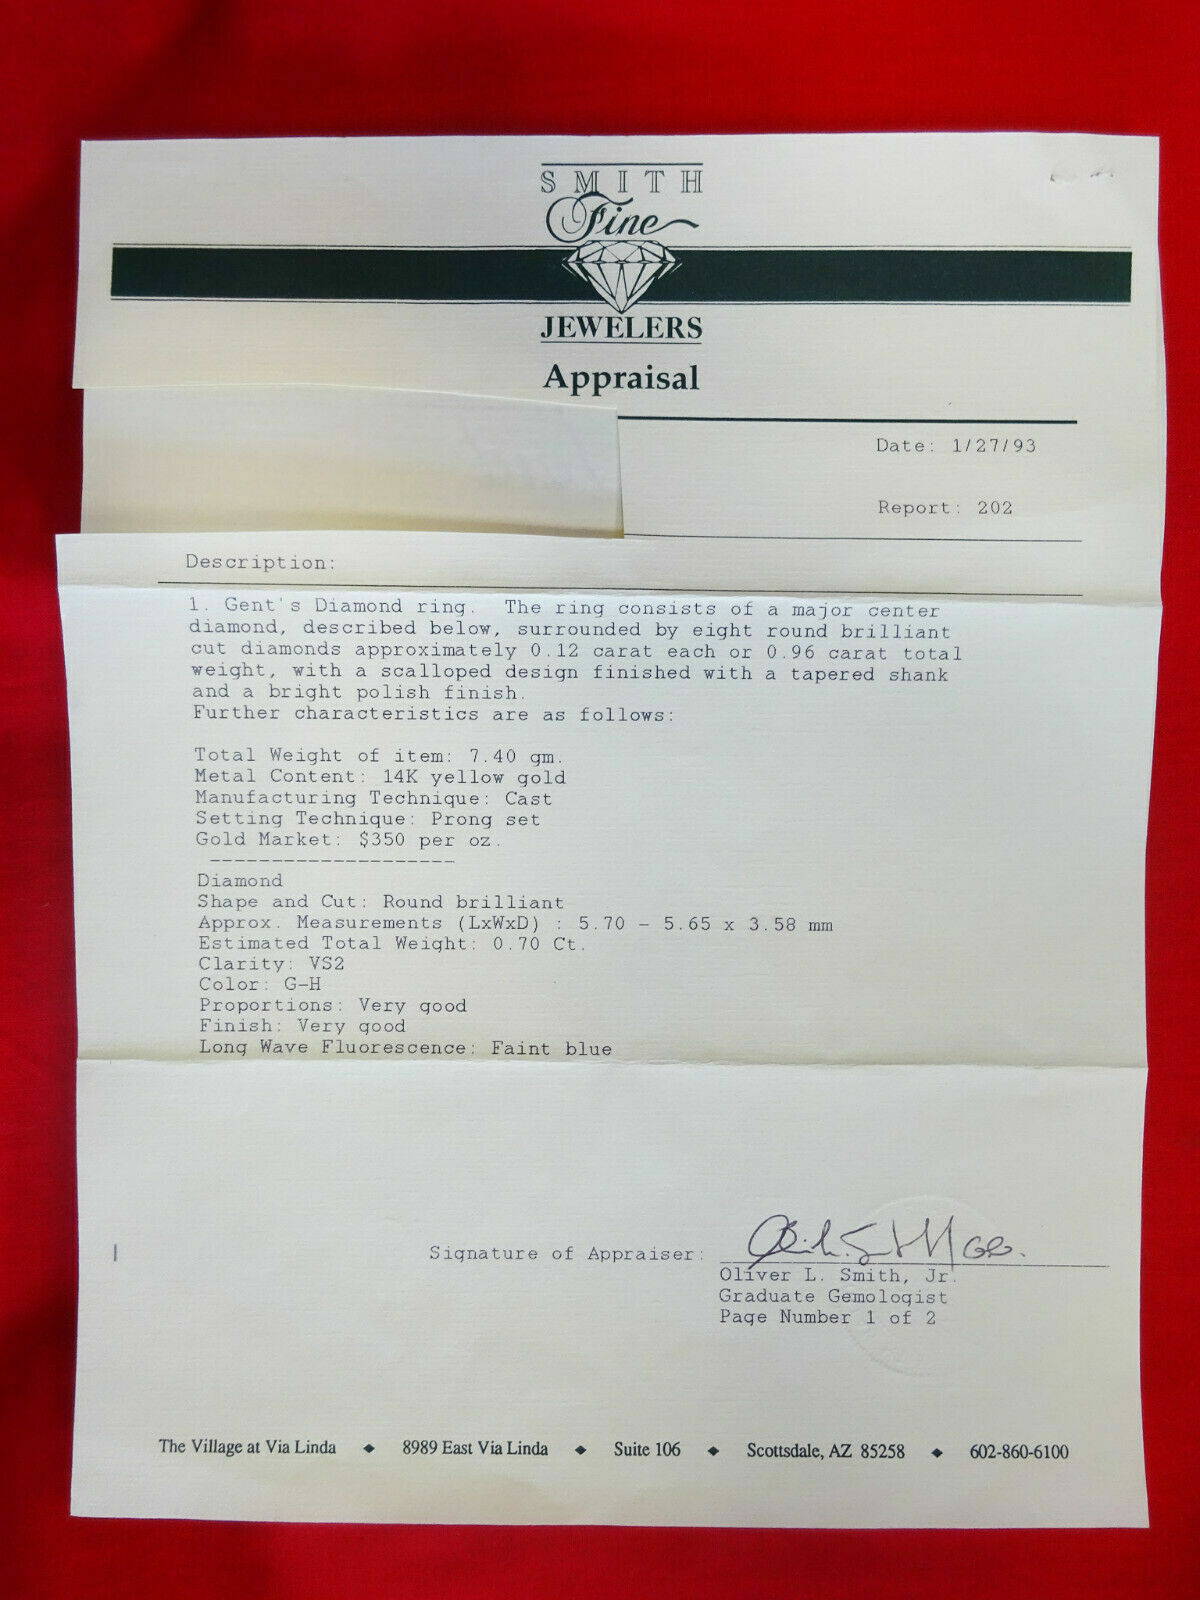 SMITH
Fine
JEWELERS
Appraisal
Date: 1/27/93
Report: 202
Description:
1. Gent's Diamond ring. The ring consists of a major center
diamond, described below, surrounded by eight round brilliant
cut diamonds approximately 0.12 carat each or 0.96 carat total
weight, with a scalloped design finished with a tapered shank
and a bright polish finish.
Further characteristics are as follows:
Total Weight of item: 7.40 gm.
Metal Content: 14K yellow gold
Manufacturing Technique: Cast
Setting Technique: Prong set
Gold Market: $350 per oz.
---------------------
Diamond
Shape and Cut: Round brilliant
Approx. Measurements (LxWxD) : 5.70 - 5.65 x 3.58 mm
Estimated Total Weight: 0.70 Ct.
Clarity: VS2
Color: G-H
Proportions: Very good
Finish: Very good
Long Wave Fluorescence: Faint blue
Signature of Appraiser:
Oliver L. Smith, Jr.
Graduate Gemologist
Page Number 1 of 2
The Village at Via Linda ◆ 8989 East Via Linda ◆ Suite 106 ◆ Scottsdale, AZ 85258 ◆ 602-860-6100